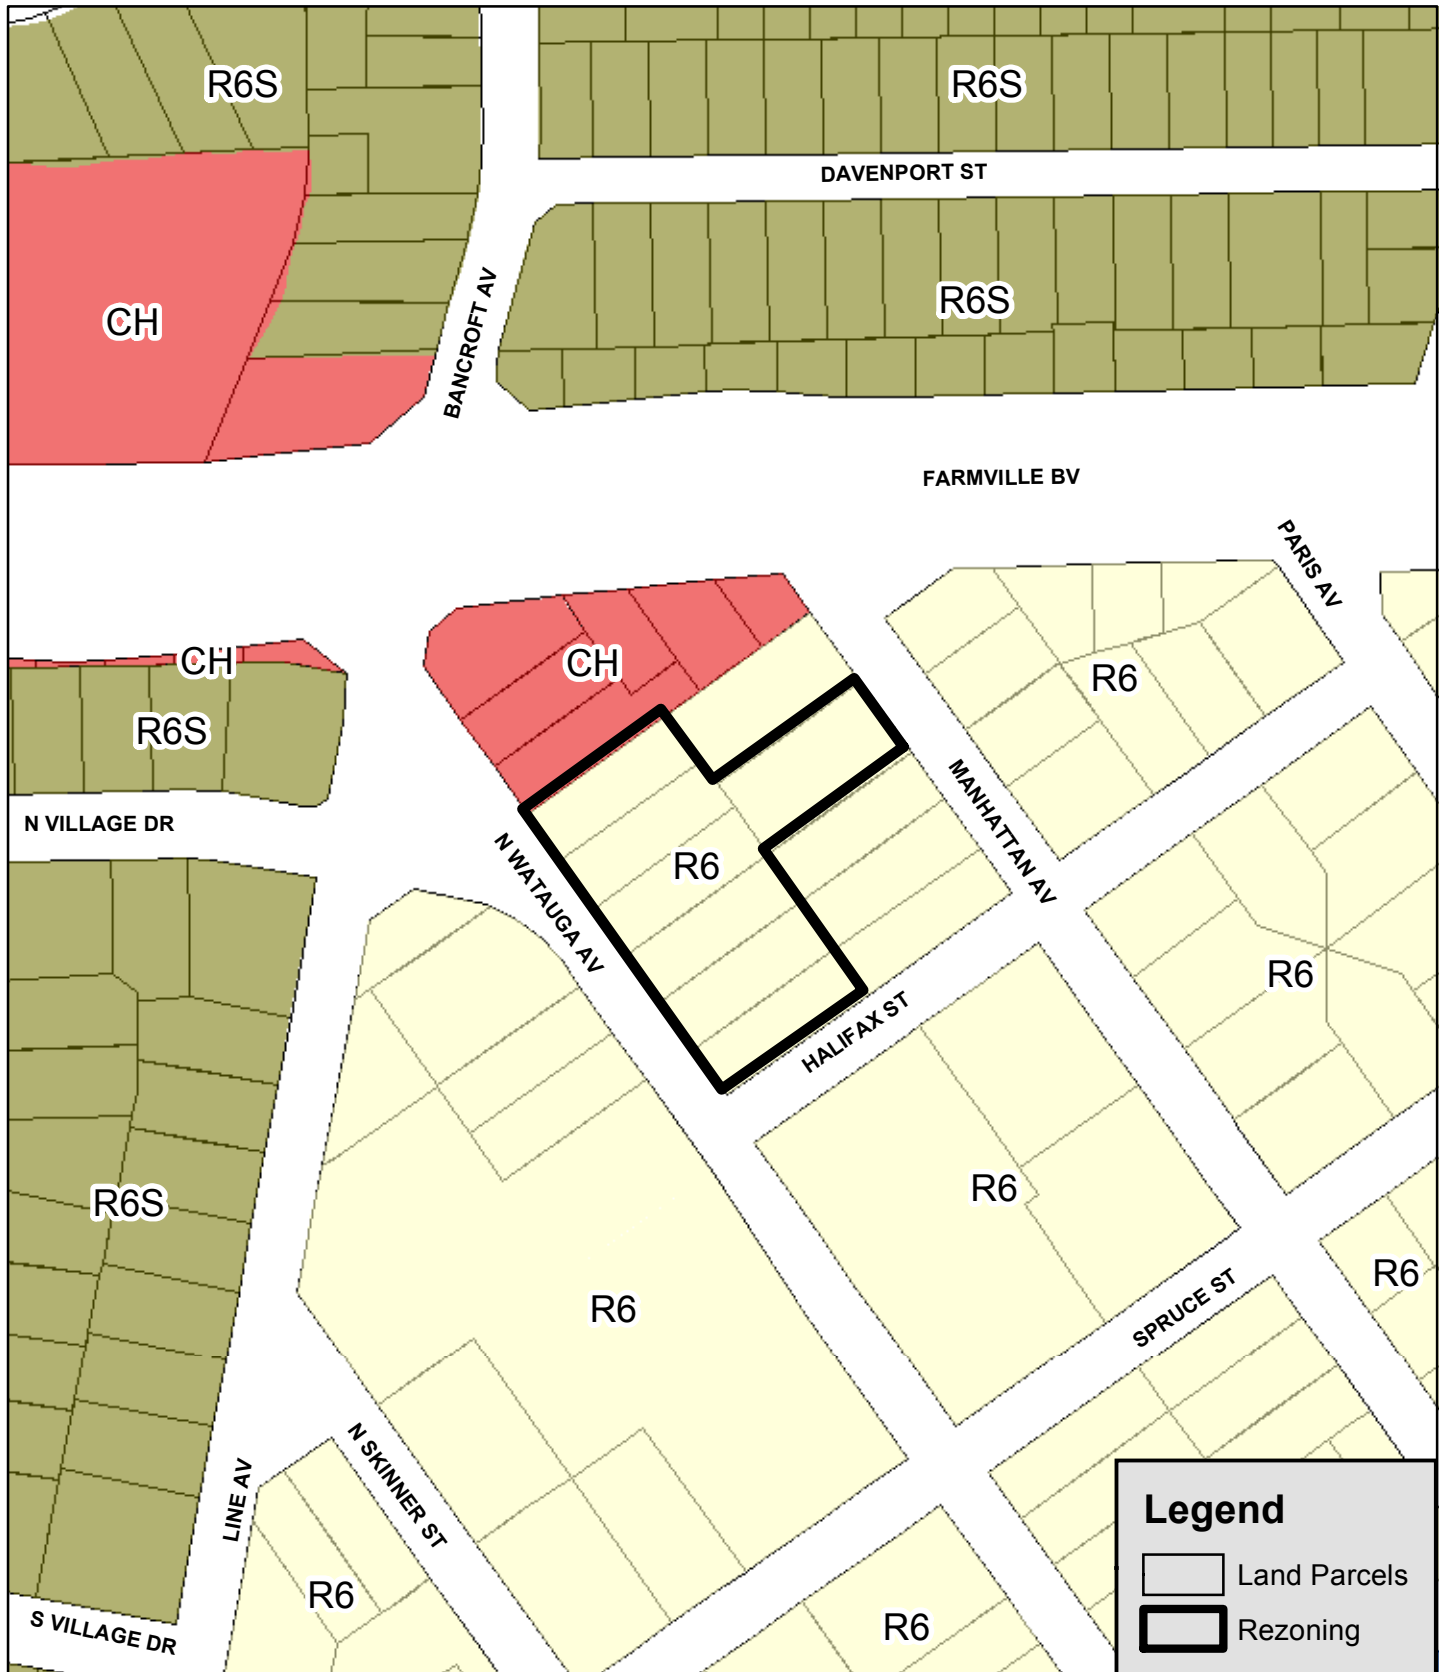 R6S
R6S
DAVENPORT ST
R6S
CH
BANCROFT AV
FARMVILLE BV
PARIS AV
CH
CH
R6
R6S
N VILLAGE DR
MANHATTAN AV
R6
N WATAUGA AV
R6
HALIFAX ST
R6
R6S
R6
R6
SPRUCE ST
N SKINNER ST
LINE AV
R6
R6
S VILLAGE DR
Legend
Land Parcels
Rezoning